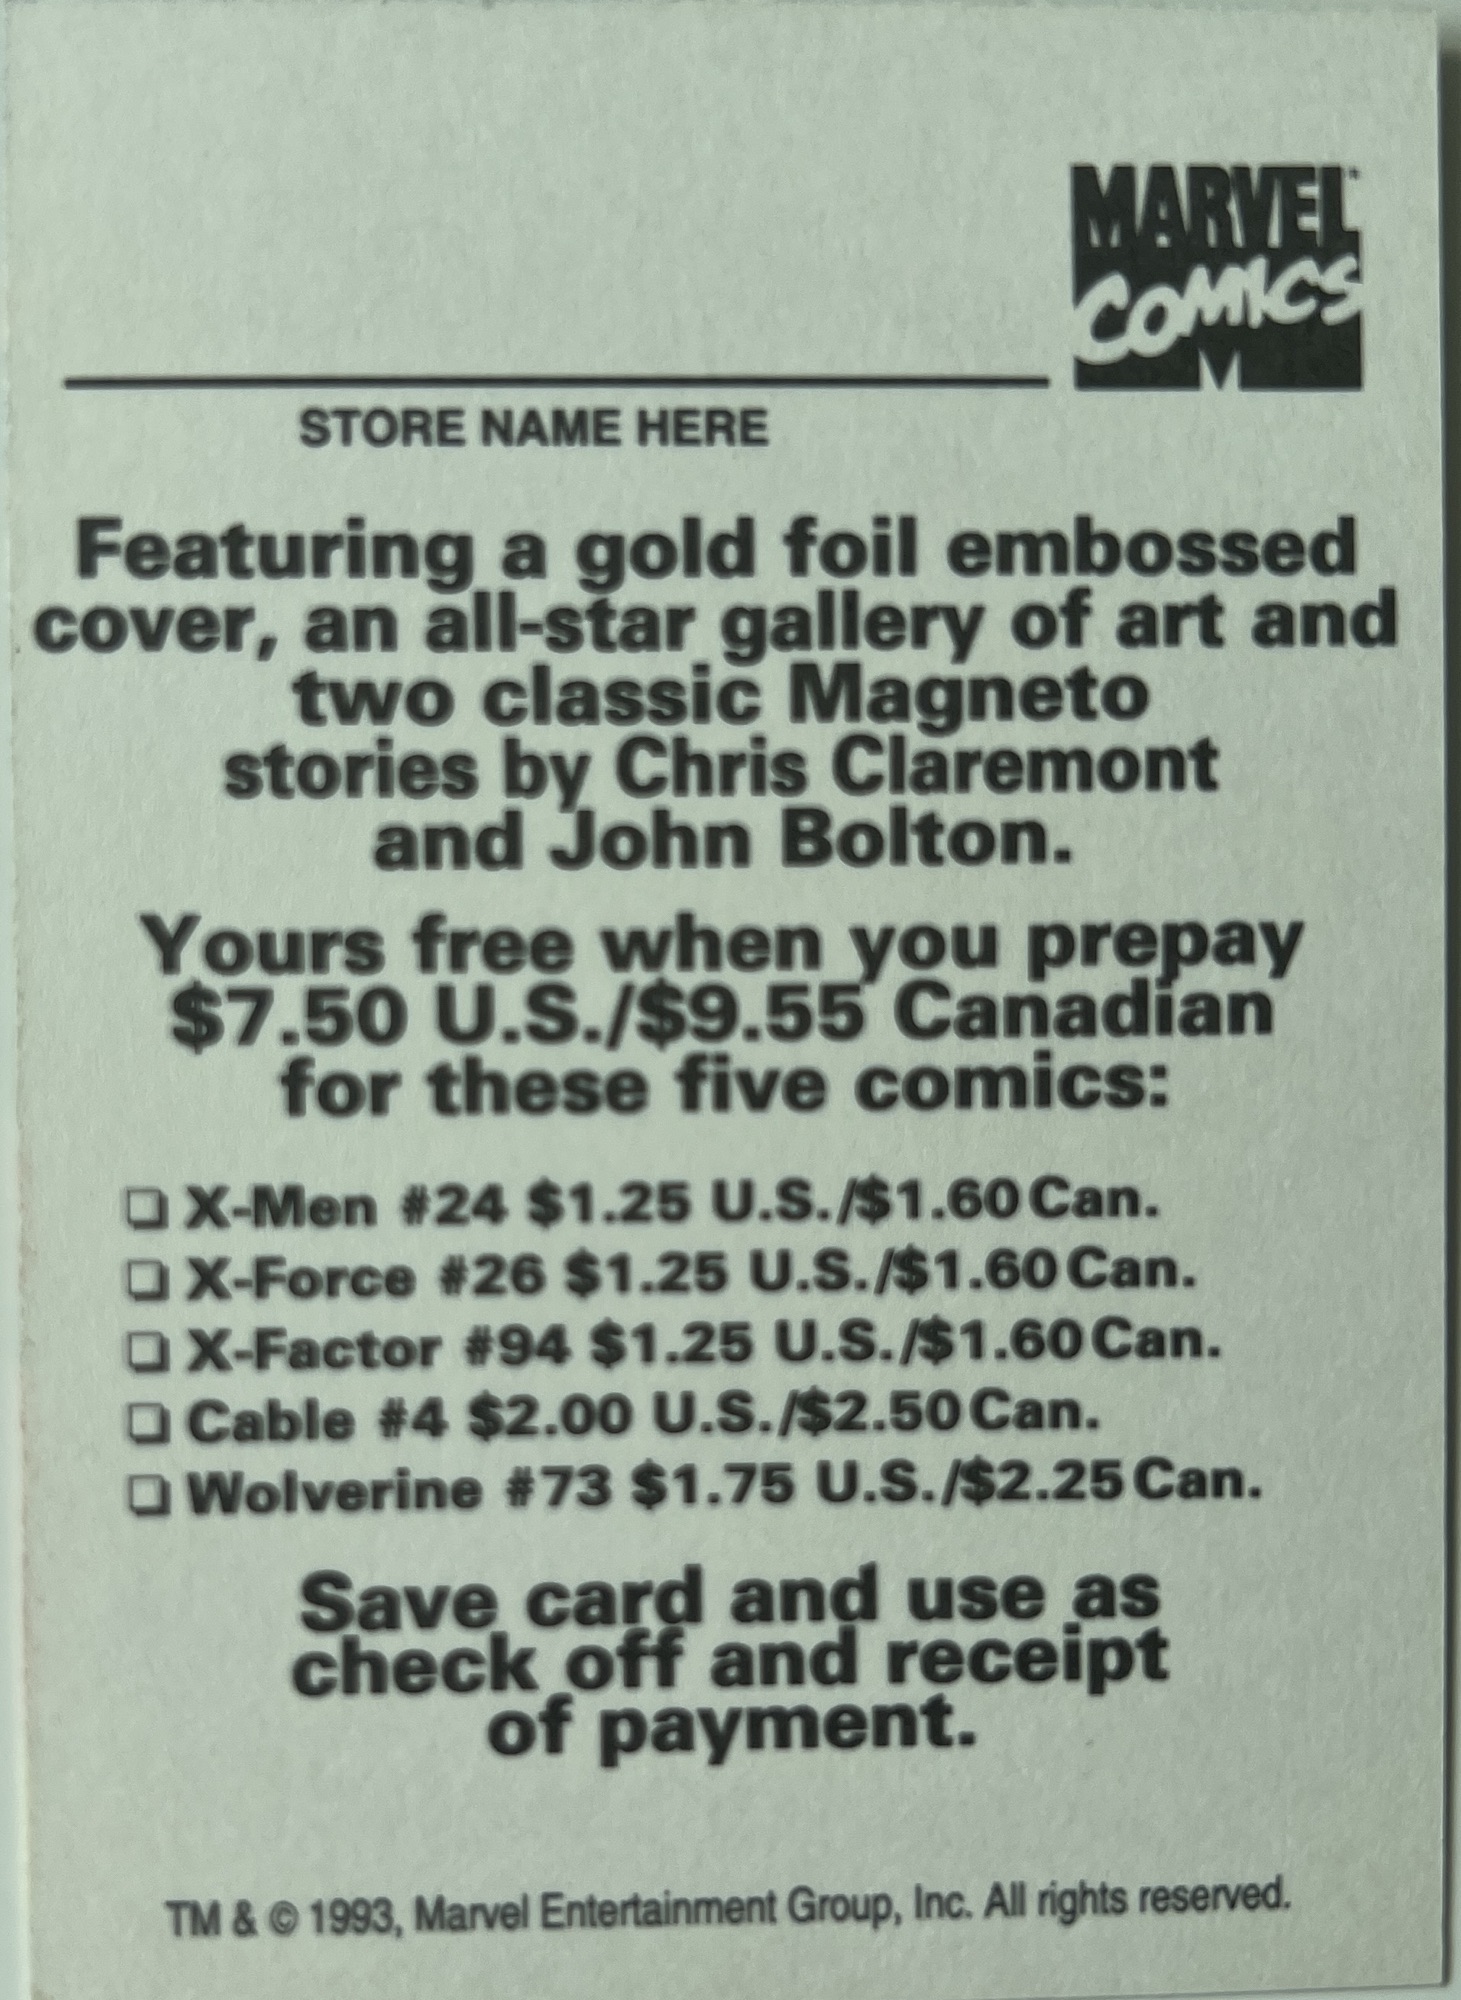 MARVEL
COMICS
STORE NAME HERE
Featuring a gold foil embossed
cover, an all-star gallery of art and
two classic Magneto
stories by Chris Claremont
and John Bolton.
Yours free when you prepay
$7.50 U.S./$9.55 Canadian
for these five comics:
❏ X-Men #24 $1.25 U.S./$1.60 Can.
❏ X-Force #26 $1.25 U.S./$1.60 Can.
❏ X-Factor #94 $1.25 U.S./$1.60 Can.
❏ Cable #4 $2.00 U.S./$2.50 Can.
❏ Wolverine #73 $1.75 U.S./$2.25 Can.
Save card and use as
check off and receipt
of payment.
TM & © 1993, Marvel Entertainment Group, Inc. All rights reserved.